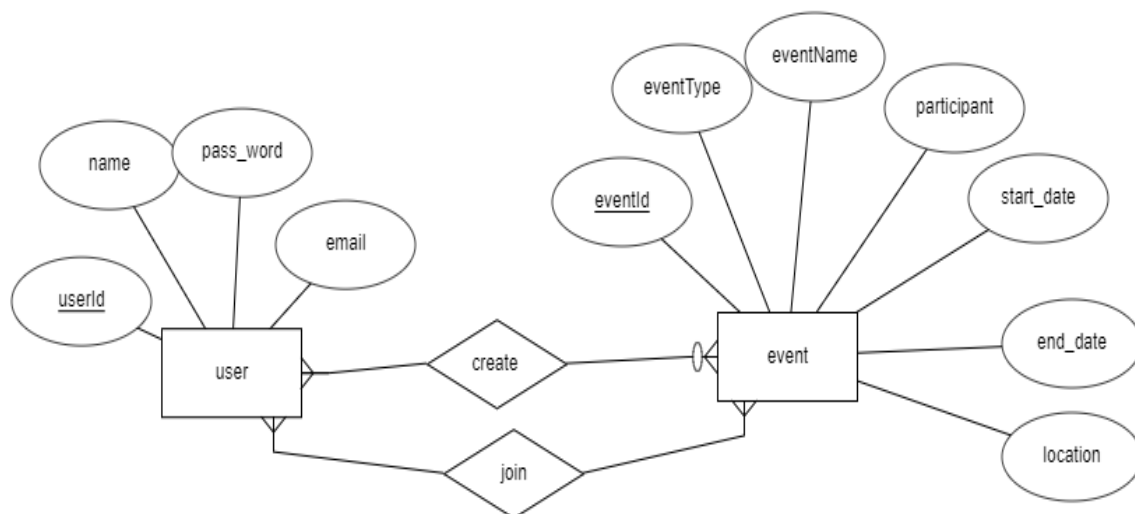 eventName
eventType
participant
name
pass_word
eventId
start_date
email
userId
end_date
user
create
event
join
location